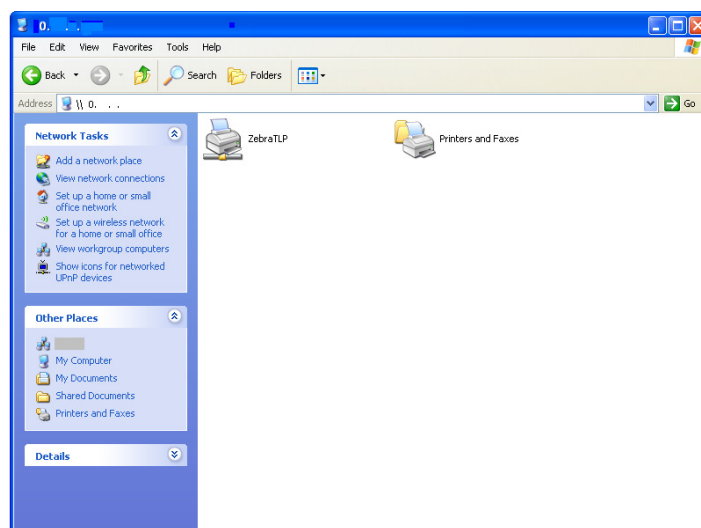 0. . .
File Edit View Favorites Tools Help
Back Search Folders
Address \\ 0. . . Go
Network Tasks
Add a network place
View network connections
Set up a home or small
office network
Set up a wireless network
for a home or small office
View workgroup computers
Show icons for networked
UPnP devices
Other Places
My Computer
My Documents
Shared Documents
Printers and Faxes
Details
ZebraTLP
Printers and Faxes